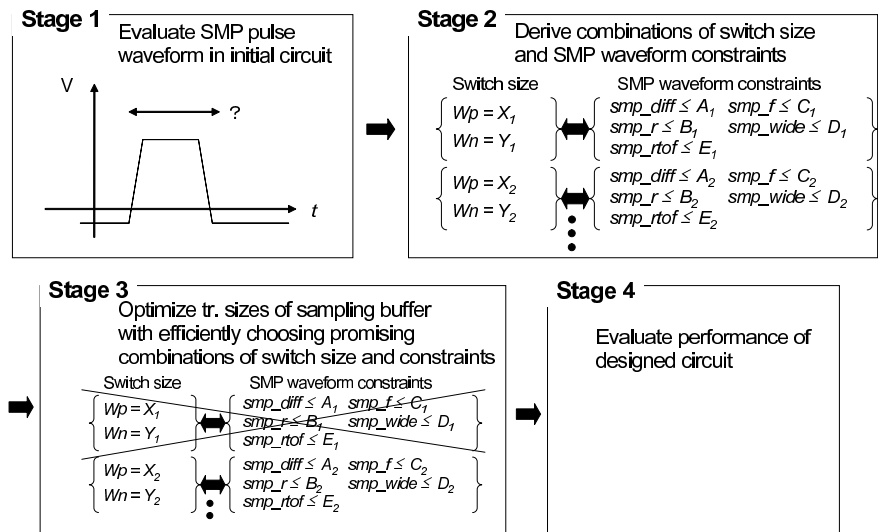 Stage 1
Evaluate SMP pulse
waveform in initial circuit
V
?
t
Stage 2
Derive combinations of switch size
and SMP waveform constraints
Switch size
SMP waveform constraints
Wp = X1
Wn = Y1
smp_diff ≤ A1 smp_f ≤ C1
smp_r ≤ B1 smp_wide ≤ D1
smp_rtof ≤ E1
Wp = X2
Wn = Y2
smp_diff ≤ A2 smp_f ≤ C2
smp_r ≤ B2 smp_wide ≤ D2
smp_rtof ≤ E2
Stage 3
Optimize tr. sizes of sampling buffer
with efficiently choosing promising
combinations of switch size and constraints
Switch size
SMP waveform constraints
Wp = X1
Wn = Y1
smp_diff ≤ A1 smp_f ≤ C1
smp_r ≤ B1 smp_wide ≤ D1
smp_rtof ≤ E1
Wp = X2
Wn = Y2
smp_diff ≤ A2 smp_f ≤ C2
smp_r ≤ B2 smp_wide ≤ D2
smp_rtof ≤ E2
Stage 4
Evaluate performance of
designed circuit